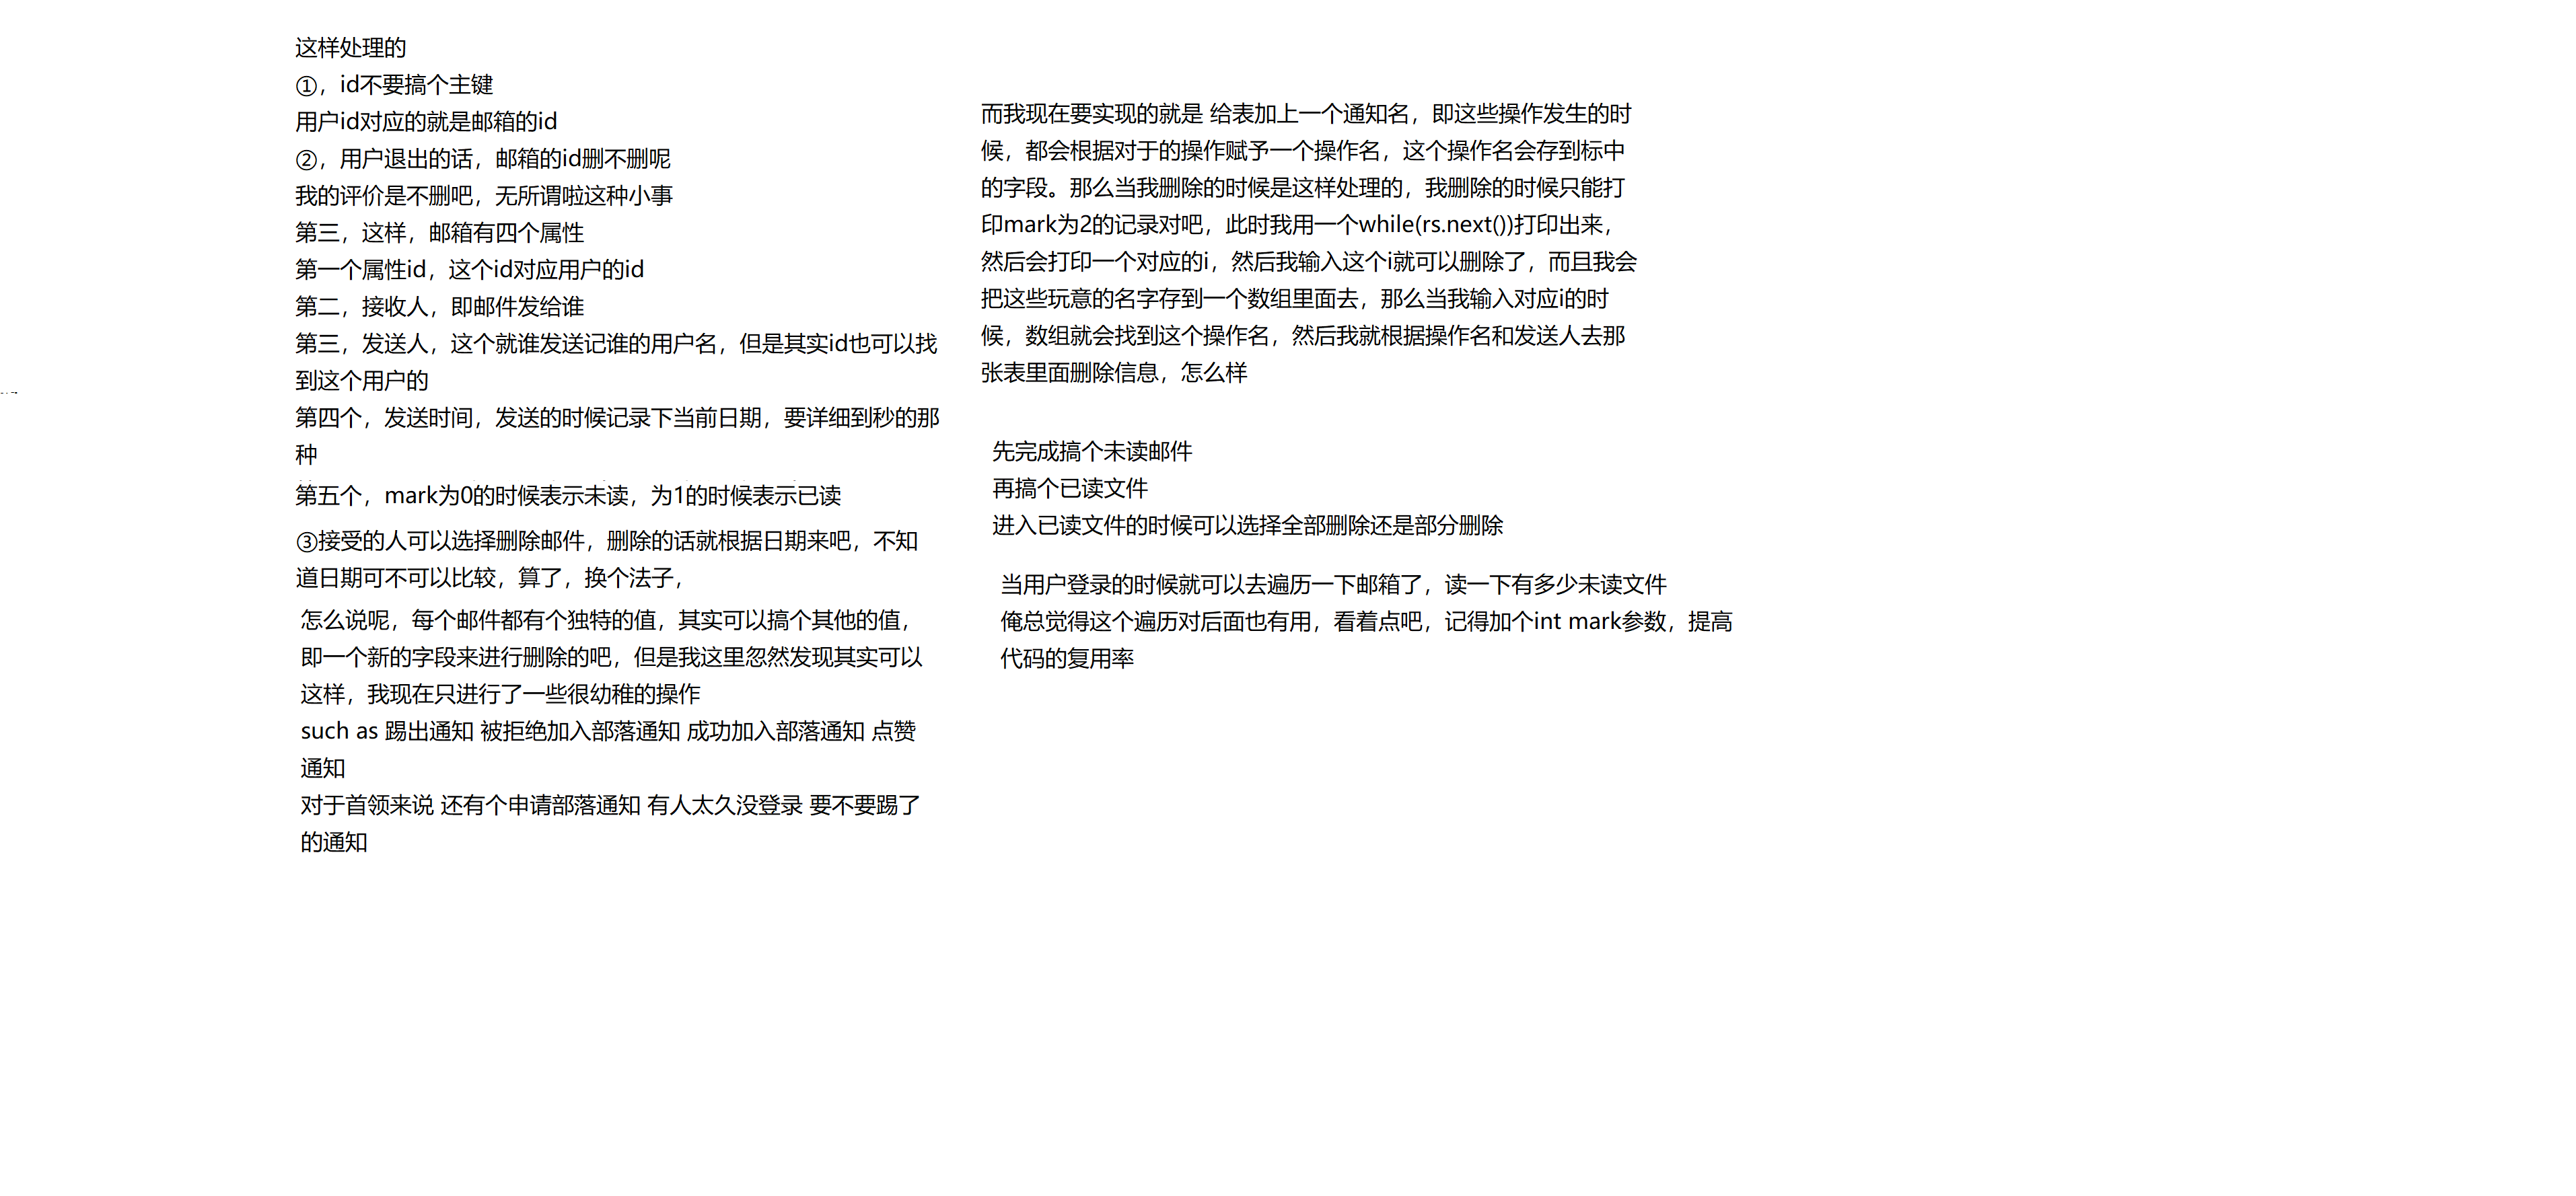 这样处理的
①，id不要搞个主键
用户id对应的就是邮箱的id
②，用户退出的话，邮箱的id删不删呢
我的评价是不删吧，无所谓啦这种小事
第三，这样，邮箱有四个属性
第一个属性id，这个id对应用户的id
第二，接收人，即邮件发给谁
第三，发送人，这个就谁发送记谁的用户名，但是其实id也可以找
到这个用户的
第四个，发送时间，发送的时候记录下当前日期，要详细到秒的那
种
第五个，mark为0的时候表示未读，为1的时候表示已读
③接受的人可以选择删除邮件，删除的话就根据日期来吧，不知
道日期可不可以比较，算了，换个法子，
怎么说呢，每个邮件都有个独特的值，其实可以搞个其他的值，
即一个新的字段来进行删除的吧，但是我这里忽然发现其实可以
这样，我现在只进行了一些很幼稚的操作
such as 踢出通知 被拒绝加入部落通知 成功加入部落通知 点赞
通知
对于首领来说 还有个申请部落通知 有人太久没登录 要不要踢了
的通知
而我现在要实现的就是 给表加上一个通知名，即这些操作发生的时
候，都会根据对于的操作赋予一个操作名，这个操作名会存到标中
的字段。那么当我删除的时候是这样处理的，我删除的时候只能打
印mark为2的记录对吧，此时我用一个while(rs.next())打印出来，
然后会打印一个对应的i，然后我输入这个i就可以删除了，而且我会
把这些玩意的名字存到一个数组里面去，那么当我输入对应i的时
候，数组就会找到这个操作名，然后我就根据操作名和发送人去那
张表里面删除信息，怎么样
先完成搞个未读邮件
再搞个已读文件
进入已读文件的时候可以选择全部删除还是部分删除
当用户登录的时候就可以去遍历一下邮箱了，读一下有多少未读文件
俺总觉得这个遍历对后面也有用，看着点吧，记得加个int mark参数，提高
代码的复用率